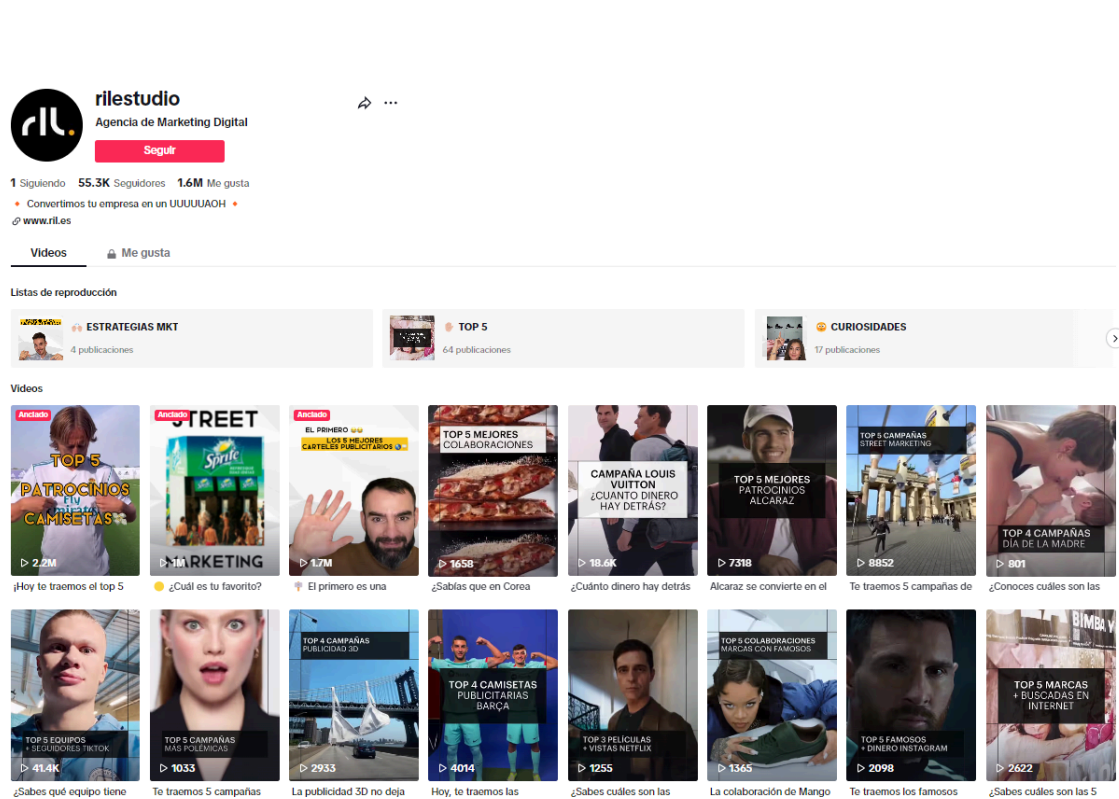 ril.
rilestudio
Agencia de Marketing Digital
Seguir
1 Siguiendo 55.3K Seguidores 1.6M Me gusta
Convertimos tu empresa en un UUUUUAOH
www.ril.es
Videos
Me gusta
Listas de reproducción
ESTRATEGIAS MKT
4 publicaciones
TOP 5
64 publicaciones
CURIOSIDADES
17 publicaciones
Videos
Anclado
TOP 5
PATROCINIOS
Fly
CAMISETAS
2.2M
¡Hoy te traemos el top 5
Anclado
STREET
Sprite
MARKETING
1M
¿Cuál es tu favorito?
Anclado
EL PRIMERO
LOS 5 MEJORES
CARTELES PUBLICITARIOS
1.7M
El primero es una
TOP 5 MEJORES
COLABORACIONES
1658
¿Sabías que en Corea
CAMPAÑA LOUIS
VUITTON
¿CUANTO DINERO
HAY DETRÁS?
18.6K
¿Cuánto dinero hay detrás
TOP 5 MEJORES
PATROCINIOS
ALCARAZ
7318
Alcaraz se convierte en el
TOP 5 CAMPAÑAS
STREET MARKETING
8852
Te traemos 5 campañas de
TOP 4 CAMPAÑAS
DÍA DE LA MADRE
801
¿Conoces cuáles son las
TOP 5 EQUIPOS
+ SEGUIDORES TIKTOK
41.4K
¿Sabes qué equipo tiene
TOP 5 CAMPAÑAS
MÁS POLÉMICAS
1033
Te traemos 5 campañas
TOP 4 CAMPAÑAS
PUBLICIDAD 3D
2933
La publicidad 3D no deja
TOP 4 CAMISETAS
PUBLICITARIAS
BARÇA
4014
Hoy, te traemos las
TOP 3 PELÍCULAS
+ VISTAS NETFLIX
1255
¿Sabes cuáles son las
TOP 5 COLABORACIONES
MARCAS CON FAMOSOS
1365
La colaboración de Mango
TOP 5 FAMOSOS
+ DINERO INSTAGRAM
2098
Te traemos los famosos
BIMBA Y
TOP 5 MARCAS
+ BUSCADAS EN
INTERNET
2622
¿Sabes cuáles son las 5